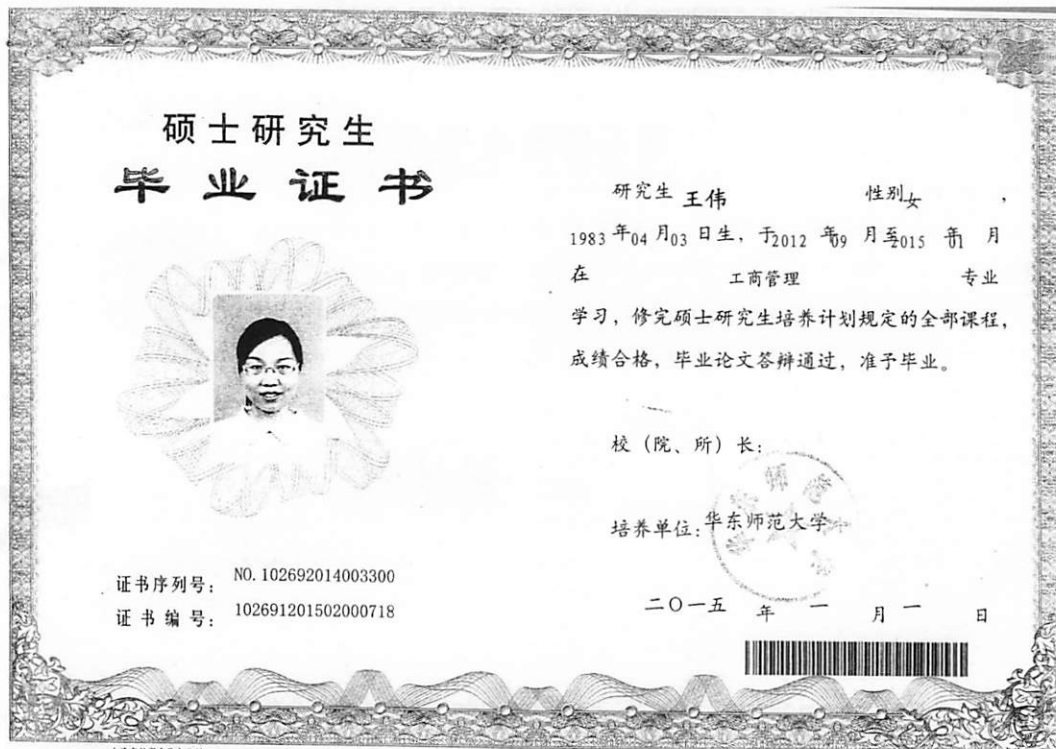 硕士研究生
毕业证书
证书序列号：NO.102692014003300
证书编号：102691201502000718
研究生 王伟 性别女，
1983年04月03日生，于2012年09月至2015年01月
在 工商管理 专业
学习，修完硕士研究生培养计划规定的全部课程，
成绩合格，毕业论文答辩通过，准予毕业。
校（院、所）长：
培养单位：华东师范大学
二〇一五年一月一日